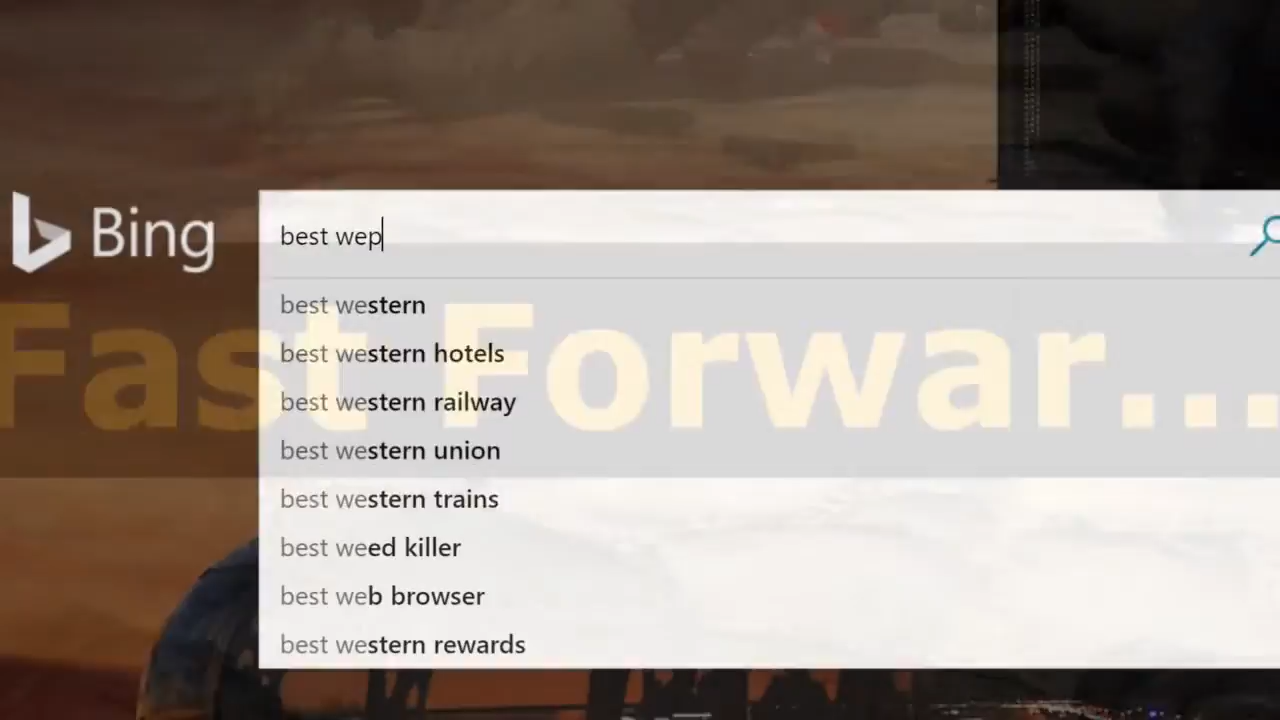 Bing
best wep
best western
best western hotels
best western railway
best western union
best western trains
best weed killer
best web browser
best western rewards
Fast Forwar...